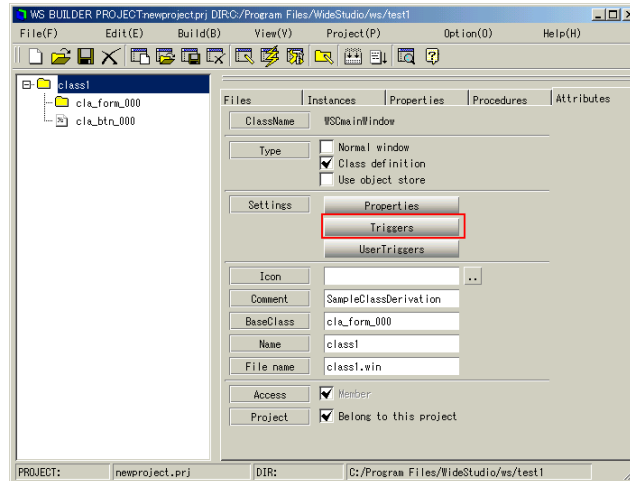 WS BUILDER PROJECT:newproject.prj DIR:C:/Program Files/WideStudio/ws/test1
File(F) Edit(E) Build(B) View(V) Project(P) Option(O) Help(H)
class1
cla_form_000
cla_btn_000
Files Instances Properties Procedures Attributes
ClassName WSCmainWindow
Type Normal window
Class definition
Use object store
Settings Properties
Triggers
UserTriggers
Icon ..
Comment SampleClassDerivation
BaseClass cla_form_000
Name class1
File name class1.win
Access Member
Project Belong to this project
PROJECT: newproject.prj DIR: C:/Program Files/WideStudio/ws/test1